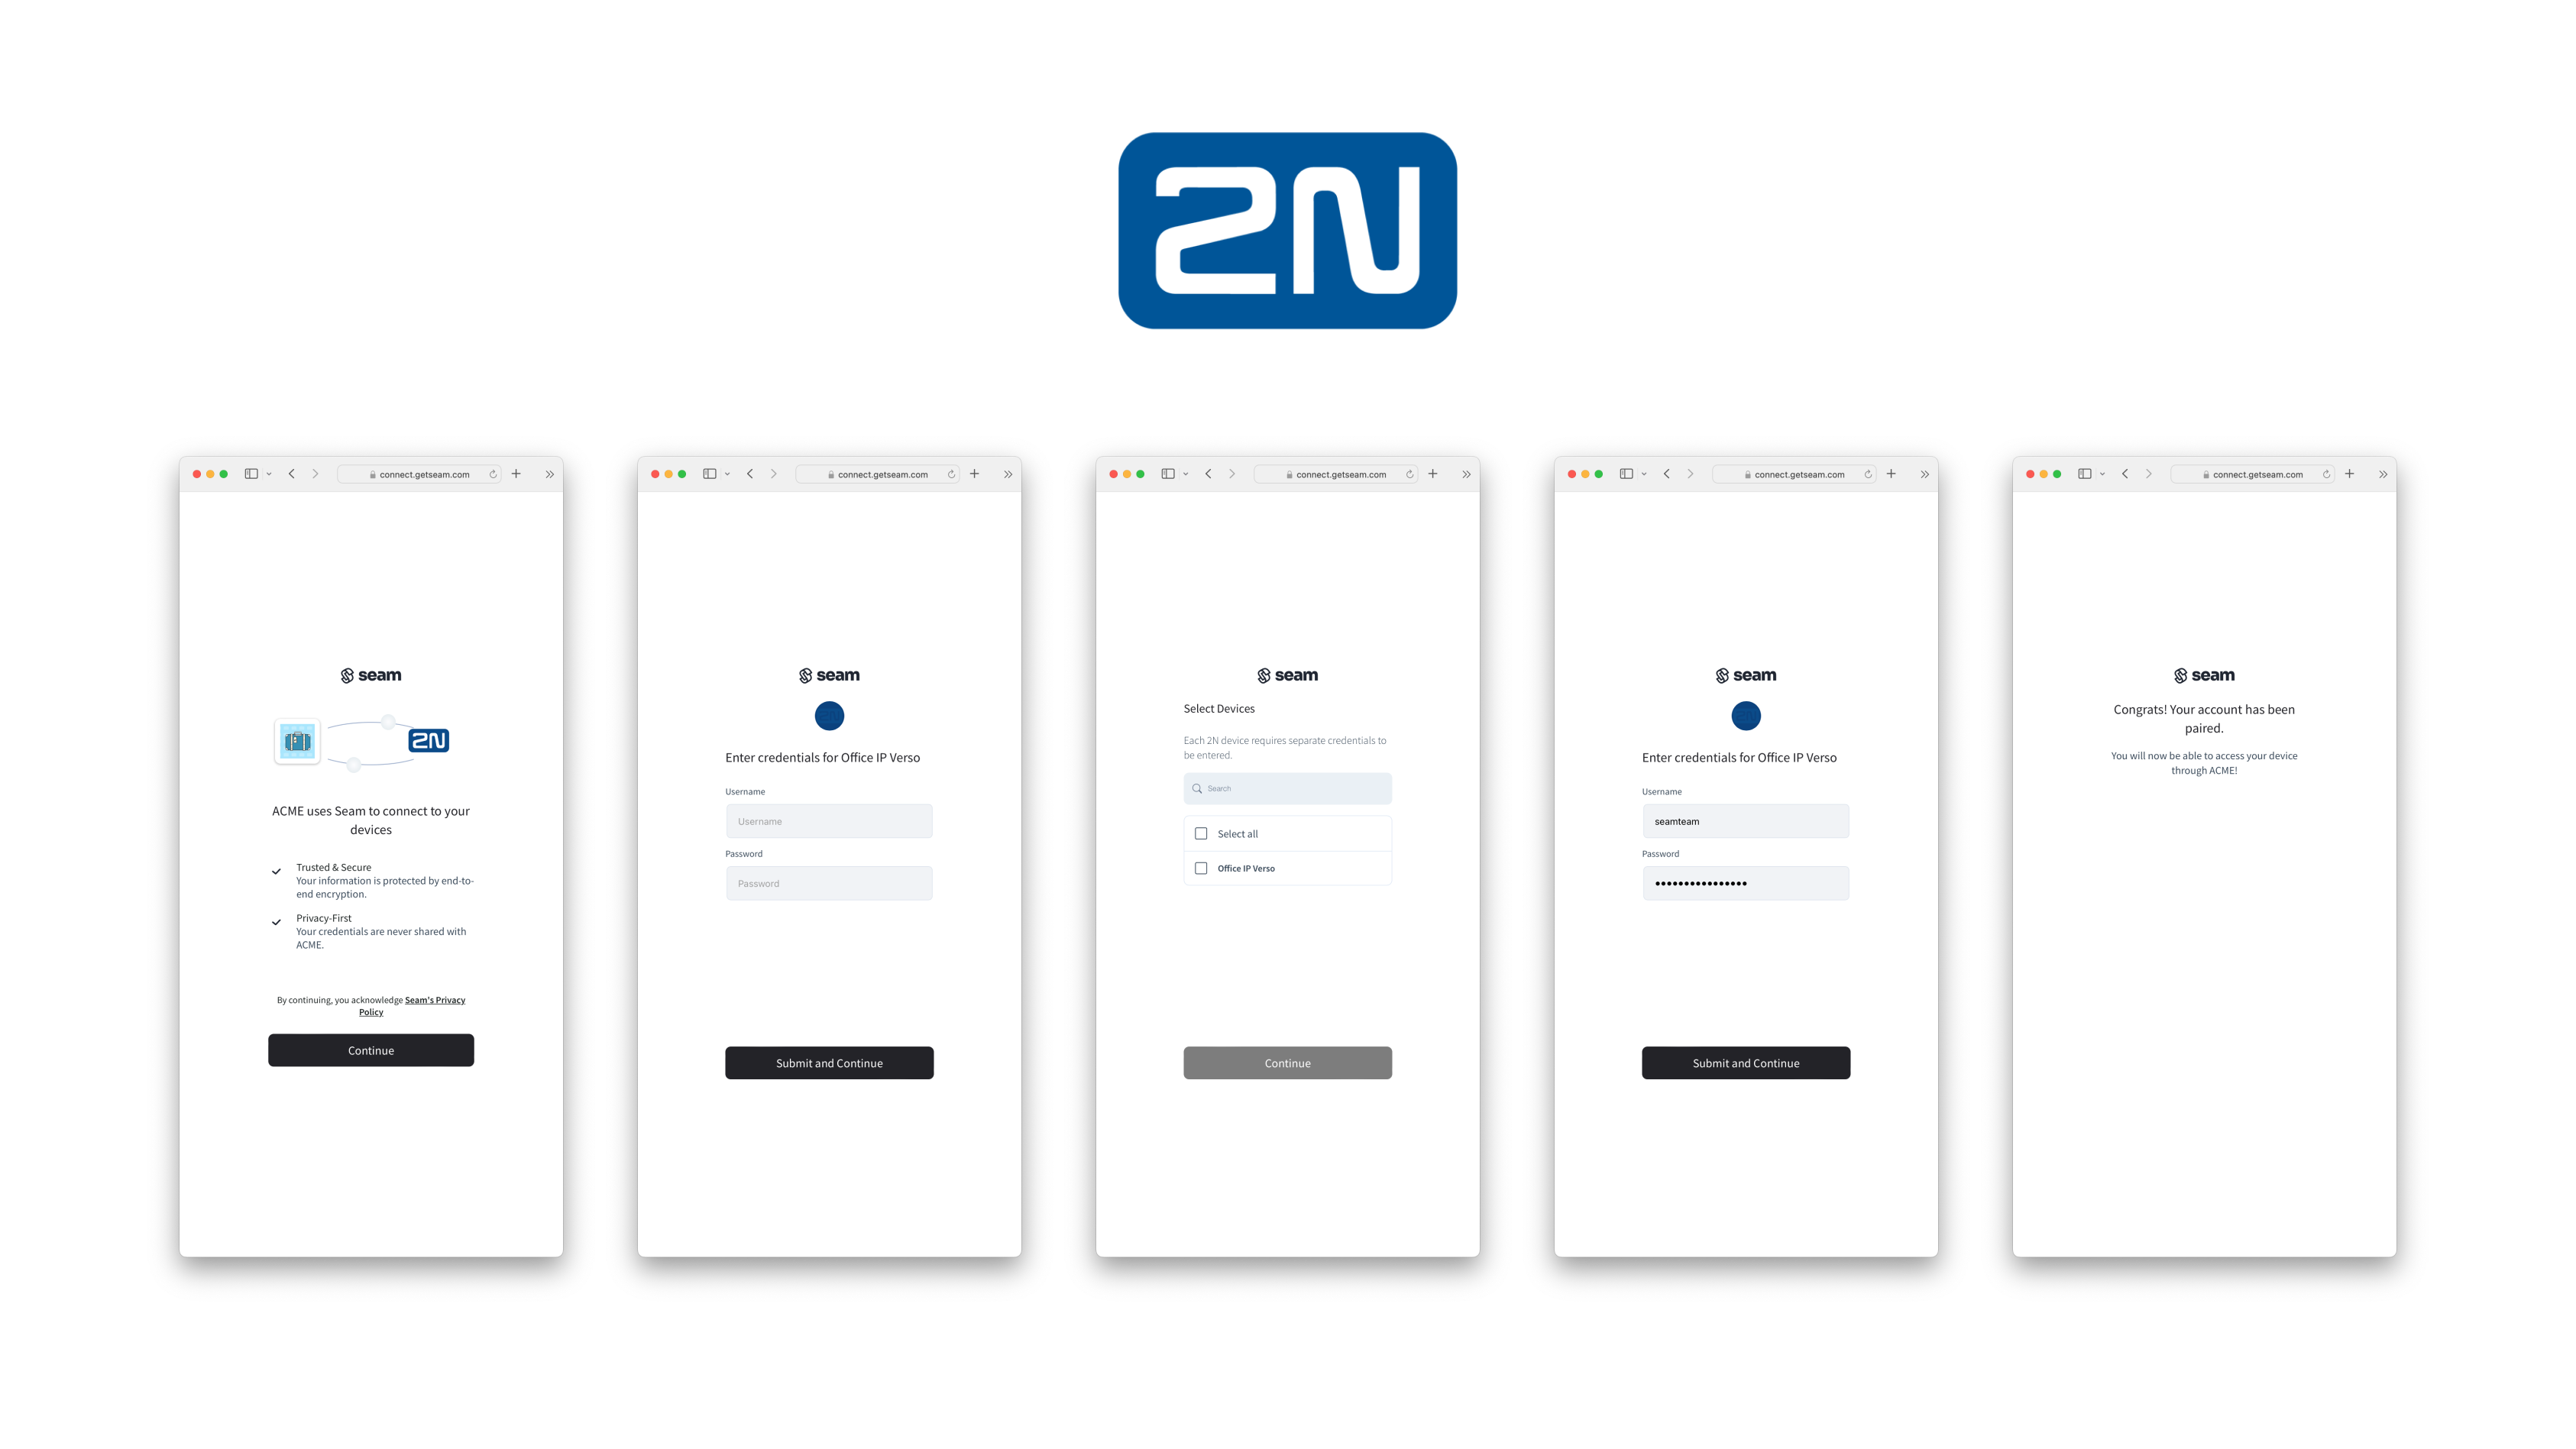 2N
connect.getseam.com
seam
2N
ACME uses Seam to connect to your
devices
Trusted & Secure
Your information is protected by end-to-
end encryption.
Privacy-First
Your credentials are never shared with
ACME.
By continuing, you acknowledge Seam's Privacy
Policy
Continue
connect.getseam.com
seam
2N
Enter credentials for Office IP Verso
Username
Username
Password
Password
Submit and Continue
connect.getseam.com
seam
Select Devices
Each 2N device requires separate credentials to
be entered.
Search
Select all
Office IP Verso
Continue
connect.getseam.com
seam
2N
Enter credentials for Office IP Verso
Username
seamteam
Password
••••••••••••••••
Submit and Continue
connect.getseam.com
seam
Congrats! Your account has been
paired.
You will now be able to access your device
through ACME!